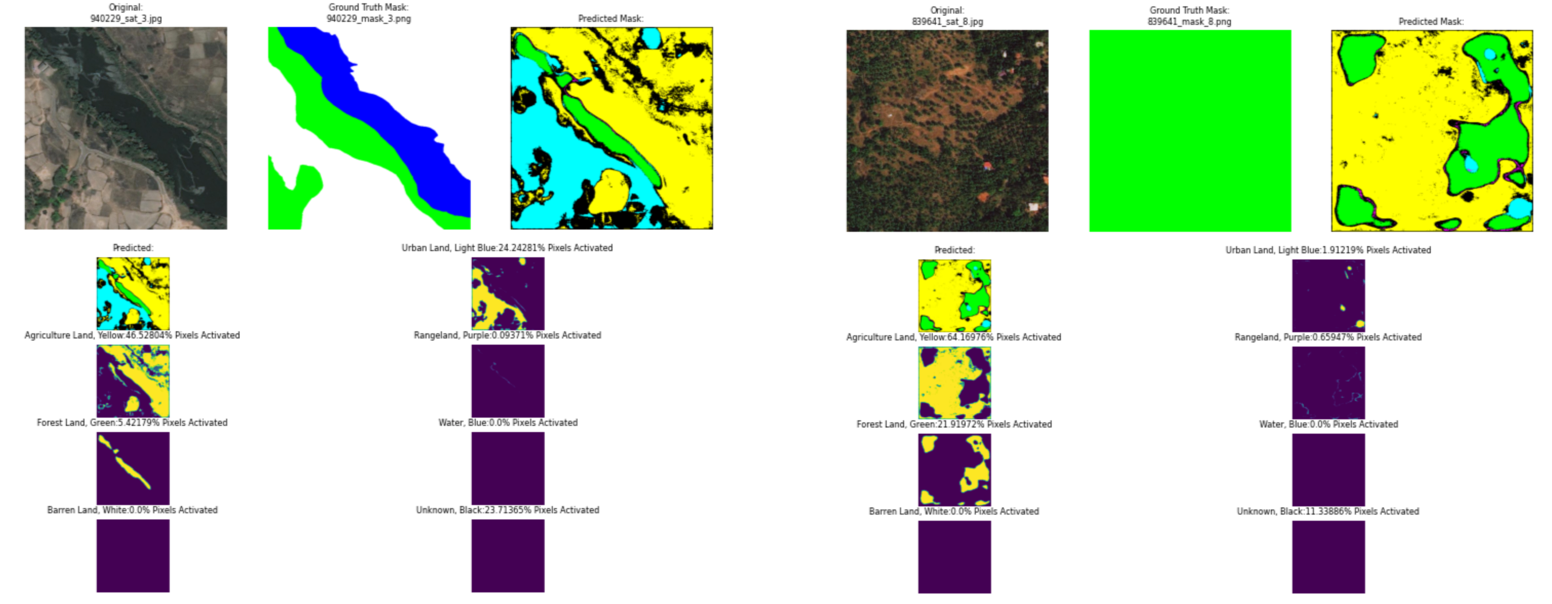 Original:
940229_sat_3.jpg
Ground Truth Mask:
940229_mask_3.png
Predicted Mask:
Predicted:
Urban Land, Light Blue:24.24281% Pixels Activated
Agriculture Land, Yellow:46.52804% Pixels Activated
Rangeland, Purple:0.09371% Pixels Activated
Forest Land, Green:5.42179% Pixels Activated
Water, Blue:0.0% Pixels Activated
Barren Land, White:0.0% Pixels Activated
Unknown, Black:23.71365% Pixels Activated
Original:
839641_sat_8.jpg
Ground Truth Mask:
839641_mask_8.png
Predicted Mask:
Predicted:
Urban Land, Light Blue:1.91219% Pixels Activated
Agriculture Land, Yellow:64.16976% Pixels Activated
Rangeland, Purple:0.65947% Pixels Activated
Forest Land, Green:21.91972% Pixels Activated
Water, Blue:0.0% Pixels Activated
Barren Land, White:0.0% Pixels Activated
Unknown, Black:11.33886% Pixels Activated